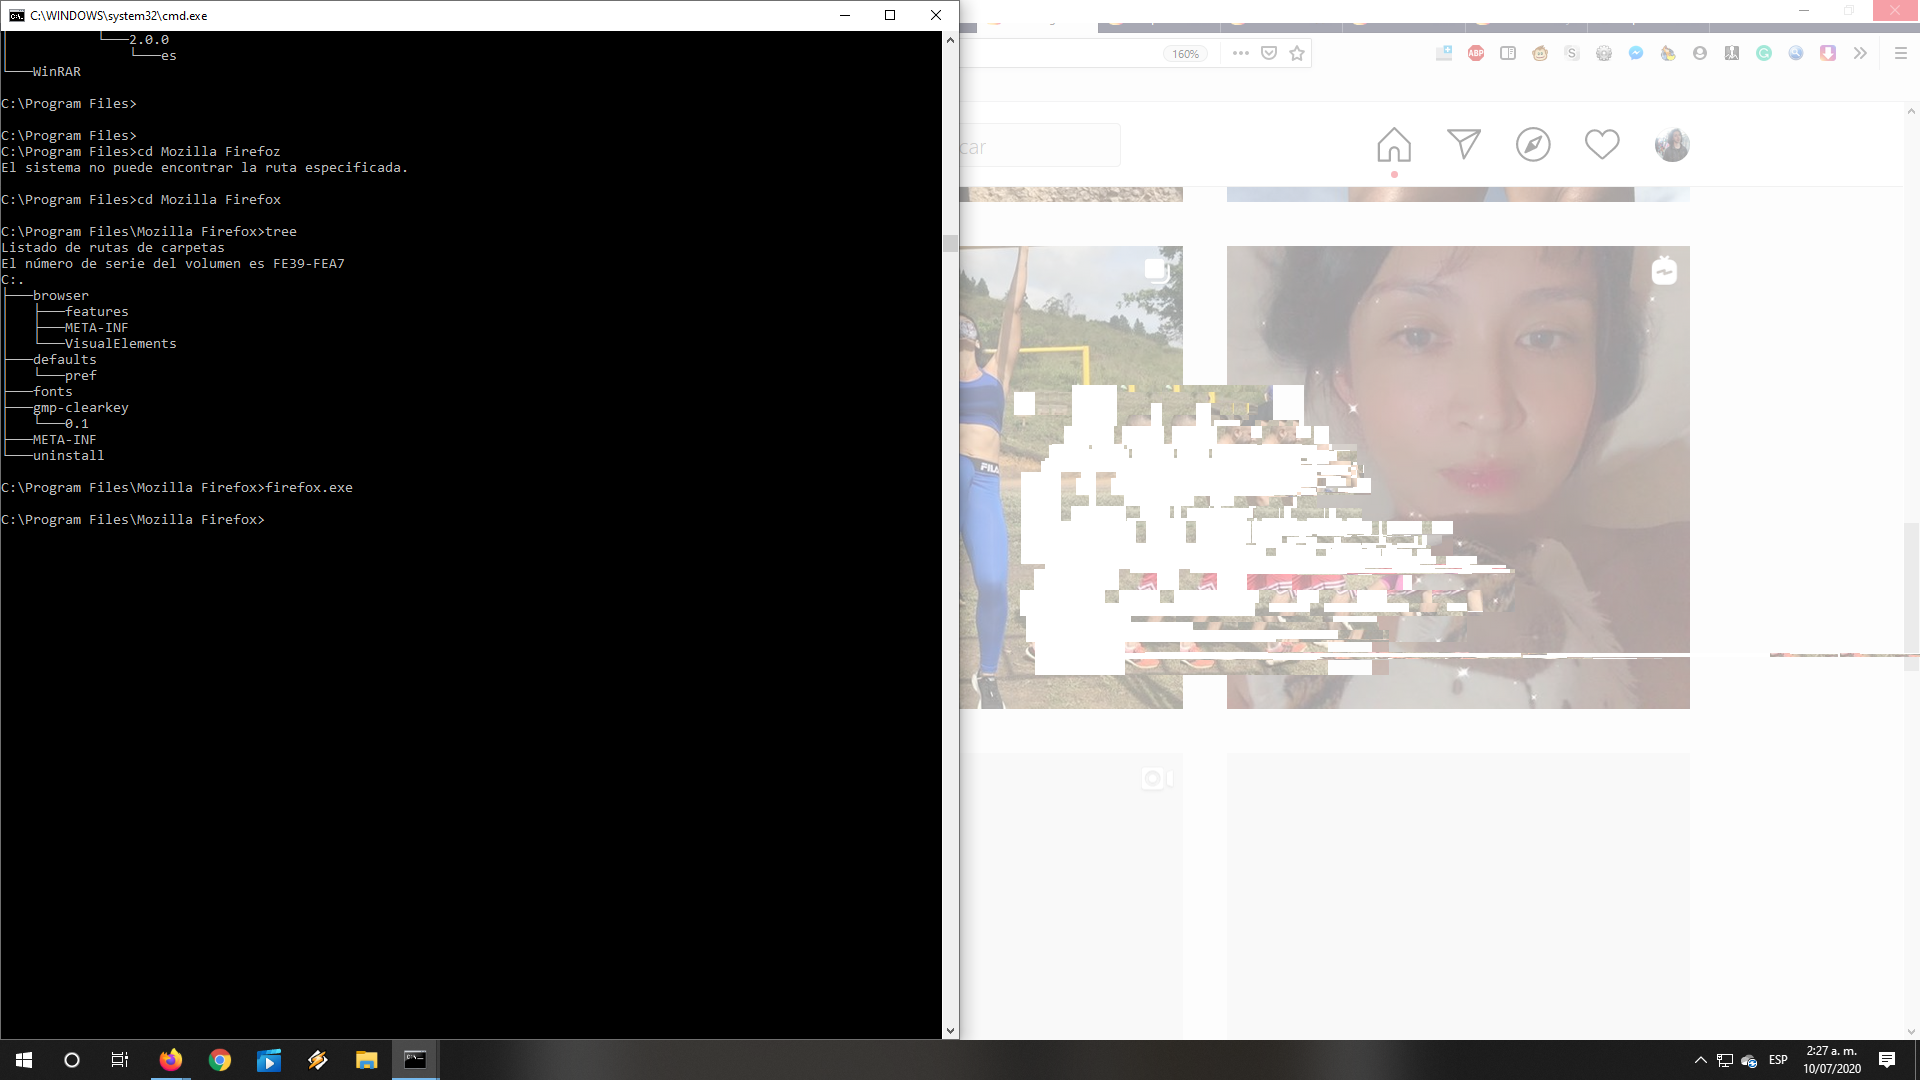 C:\WINDOWS\system32\cmd.exe
2.0.0
es
WinRAR
C:\Program Files>
C:\Program Files>
C:\Program Files>cd Mozilla Firefoz
El sistema no puede encontrar la ruta especificada.
C:\Program Files>cd Mozilla Firefox
C:\Program Files\Mozilla Firefox>tree
Listado de rutas de carpetas
El número de serie del volumen es FE39-FEA7
C:.
browser
features
META-INF
VisualElements
defaults
pref
fonts
gmp-clearkey
0.1
META-INF
uninstall
C:\Program Files\Mozilla Firefox>firefox.exe
C:\Program Files\Mozilla Firefox>
160%
ABP
S
car
FILA
ESP
2:27 a. m.
10/07/2020